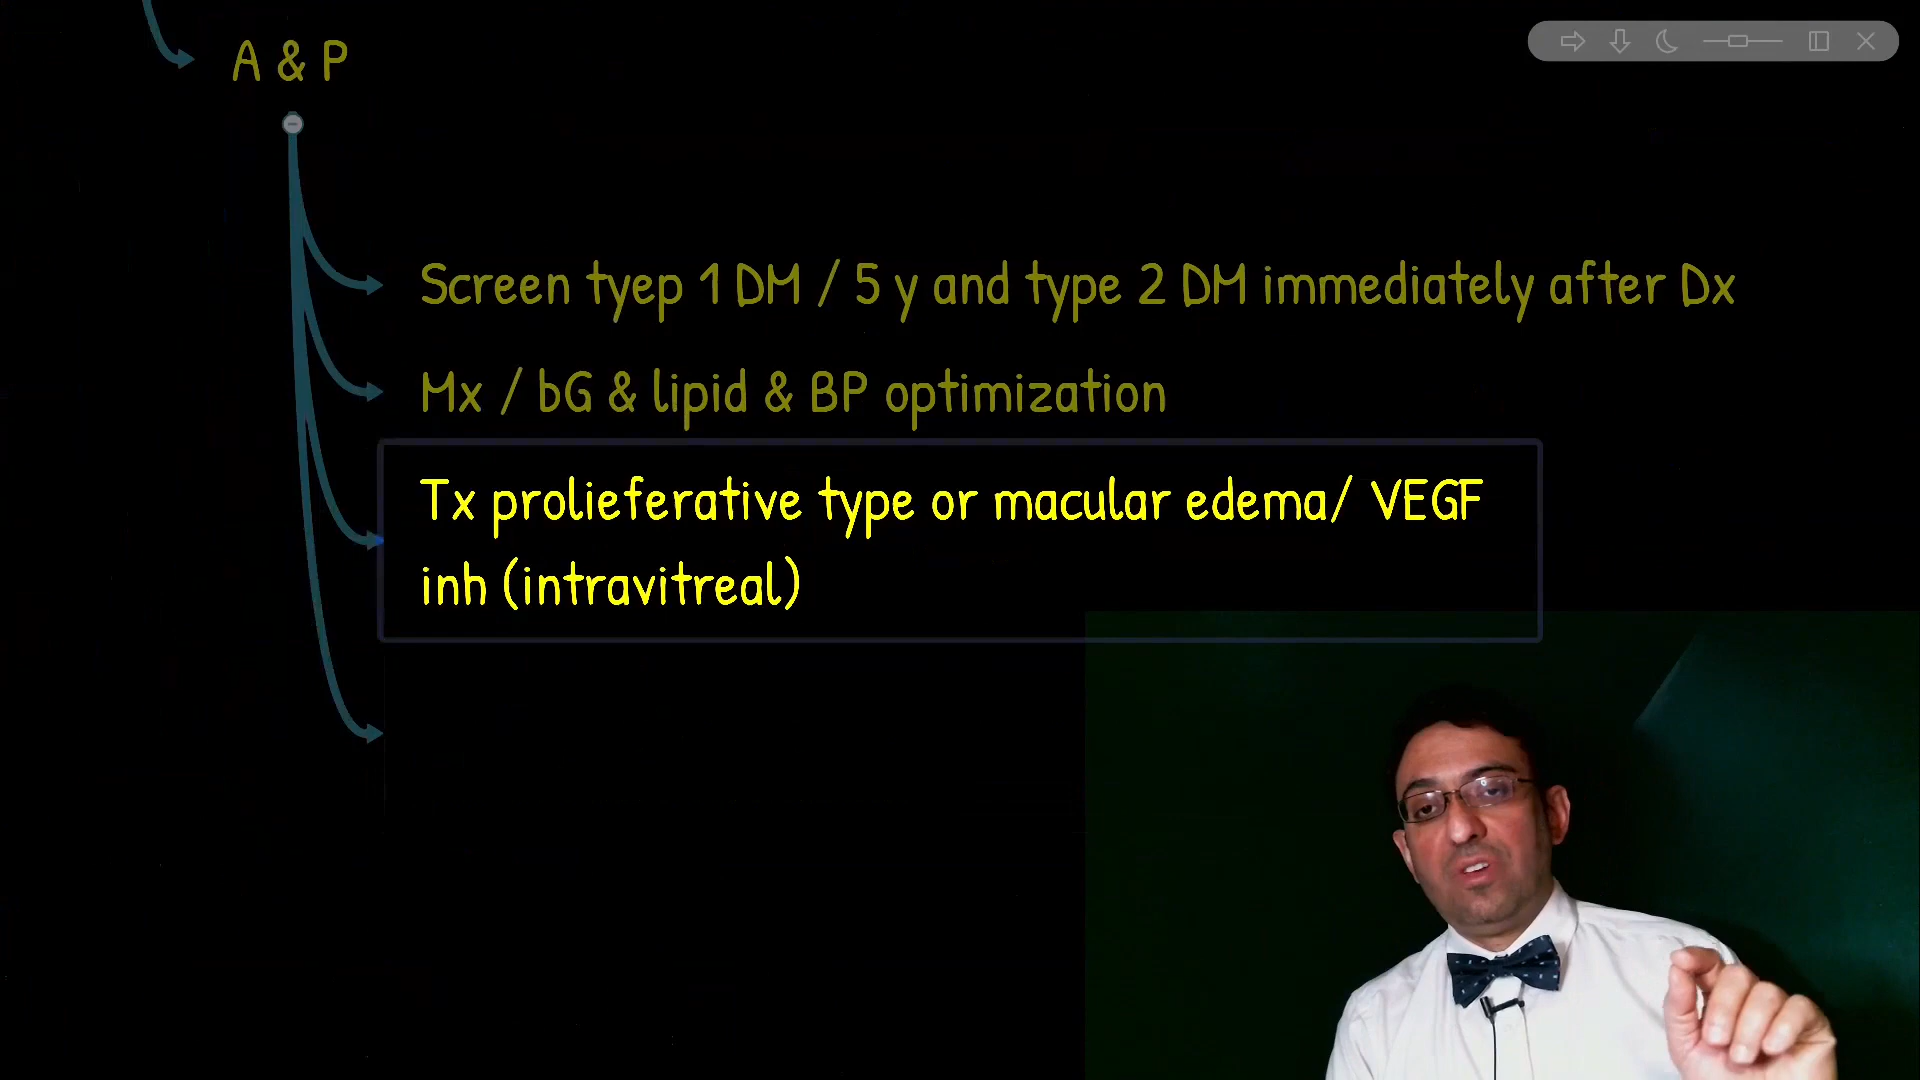 A & P
Screen tyep 1 DM / 5 y and type 2 DM immediately after Dx
Mx / bG & lipid & BP optimization
Tx prolieferative type or macular edema/ VEGF
inh (intravitreal)